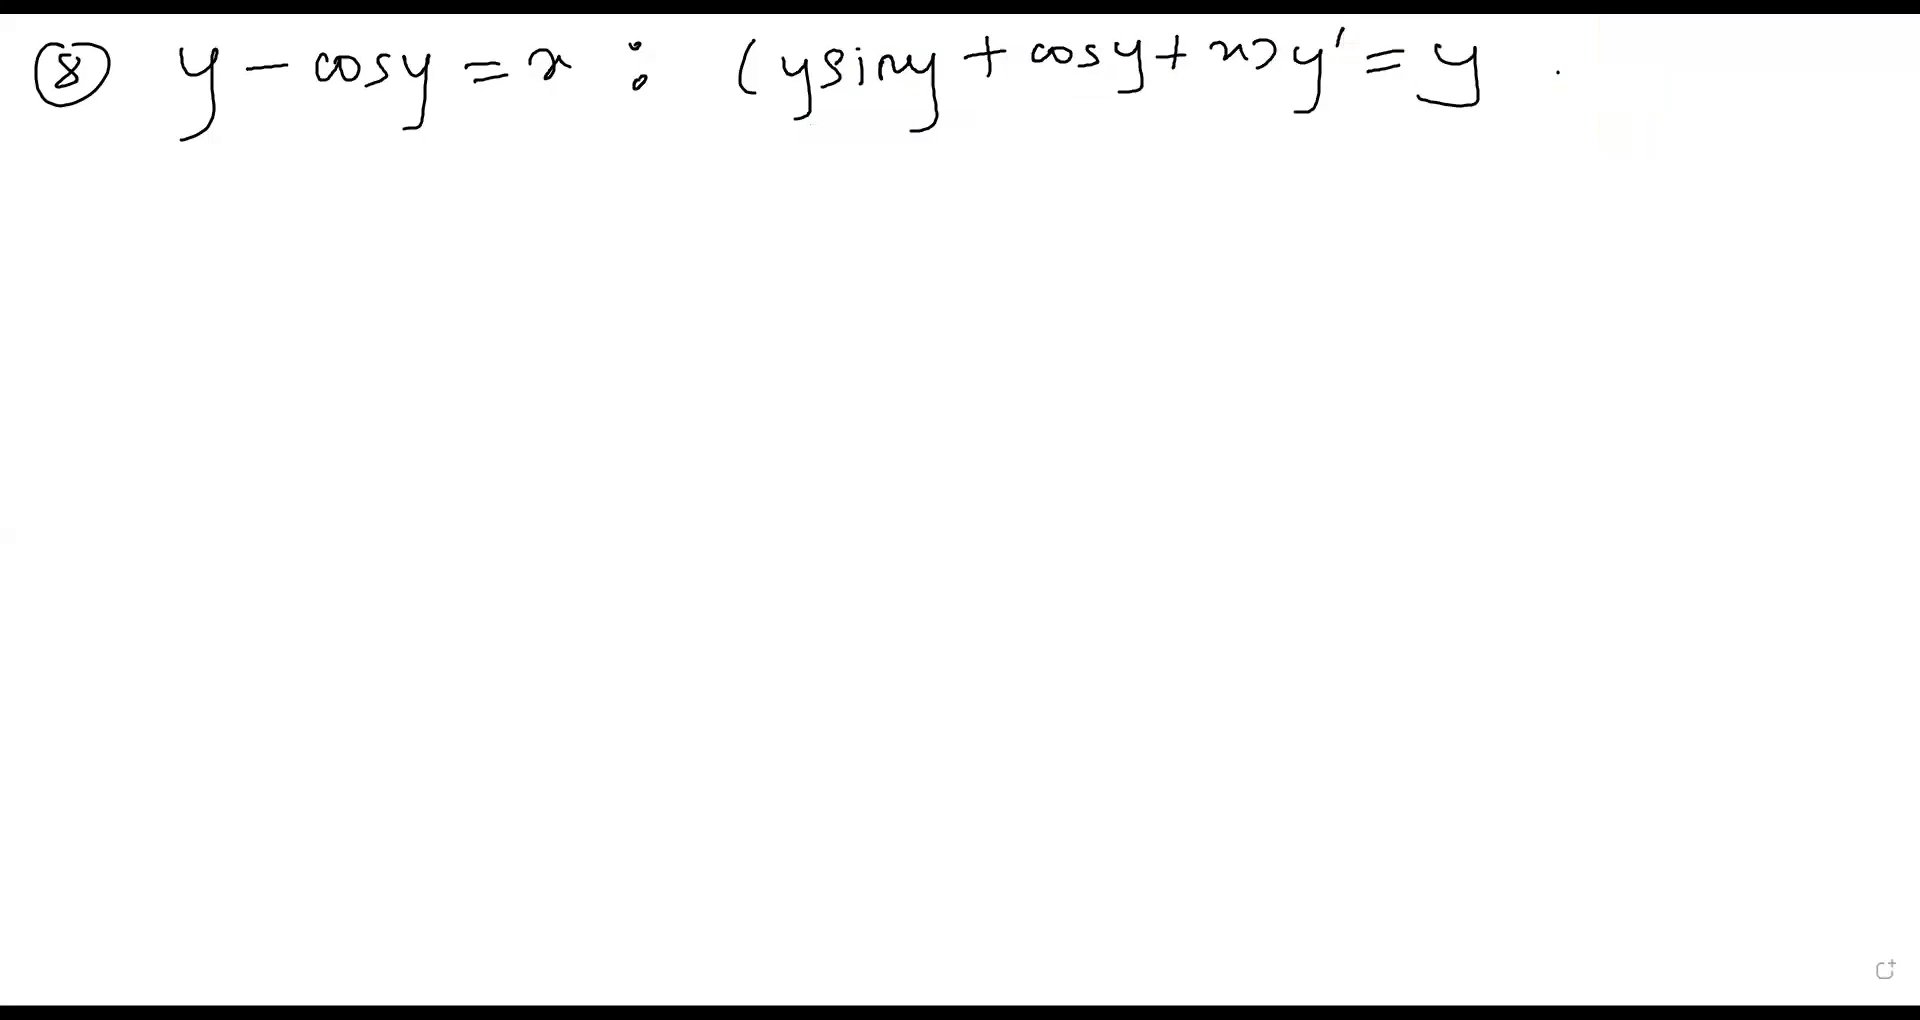 ⑧ y - cosy = x : (ysiny + cosy + x) y' = y .